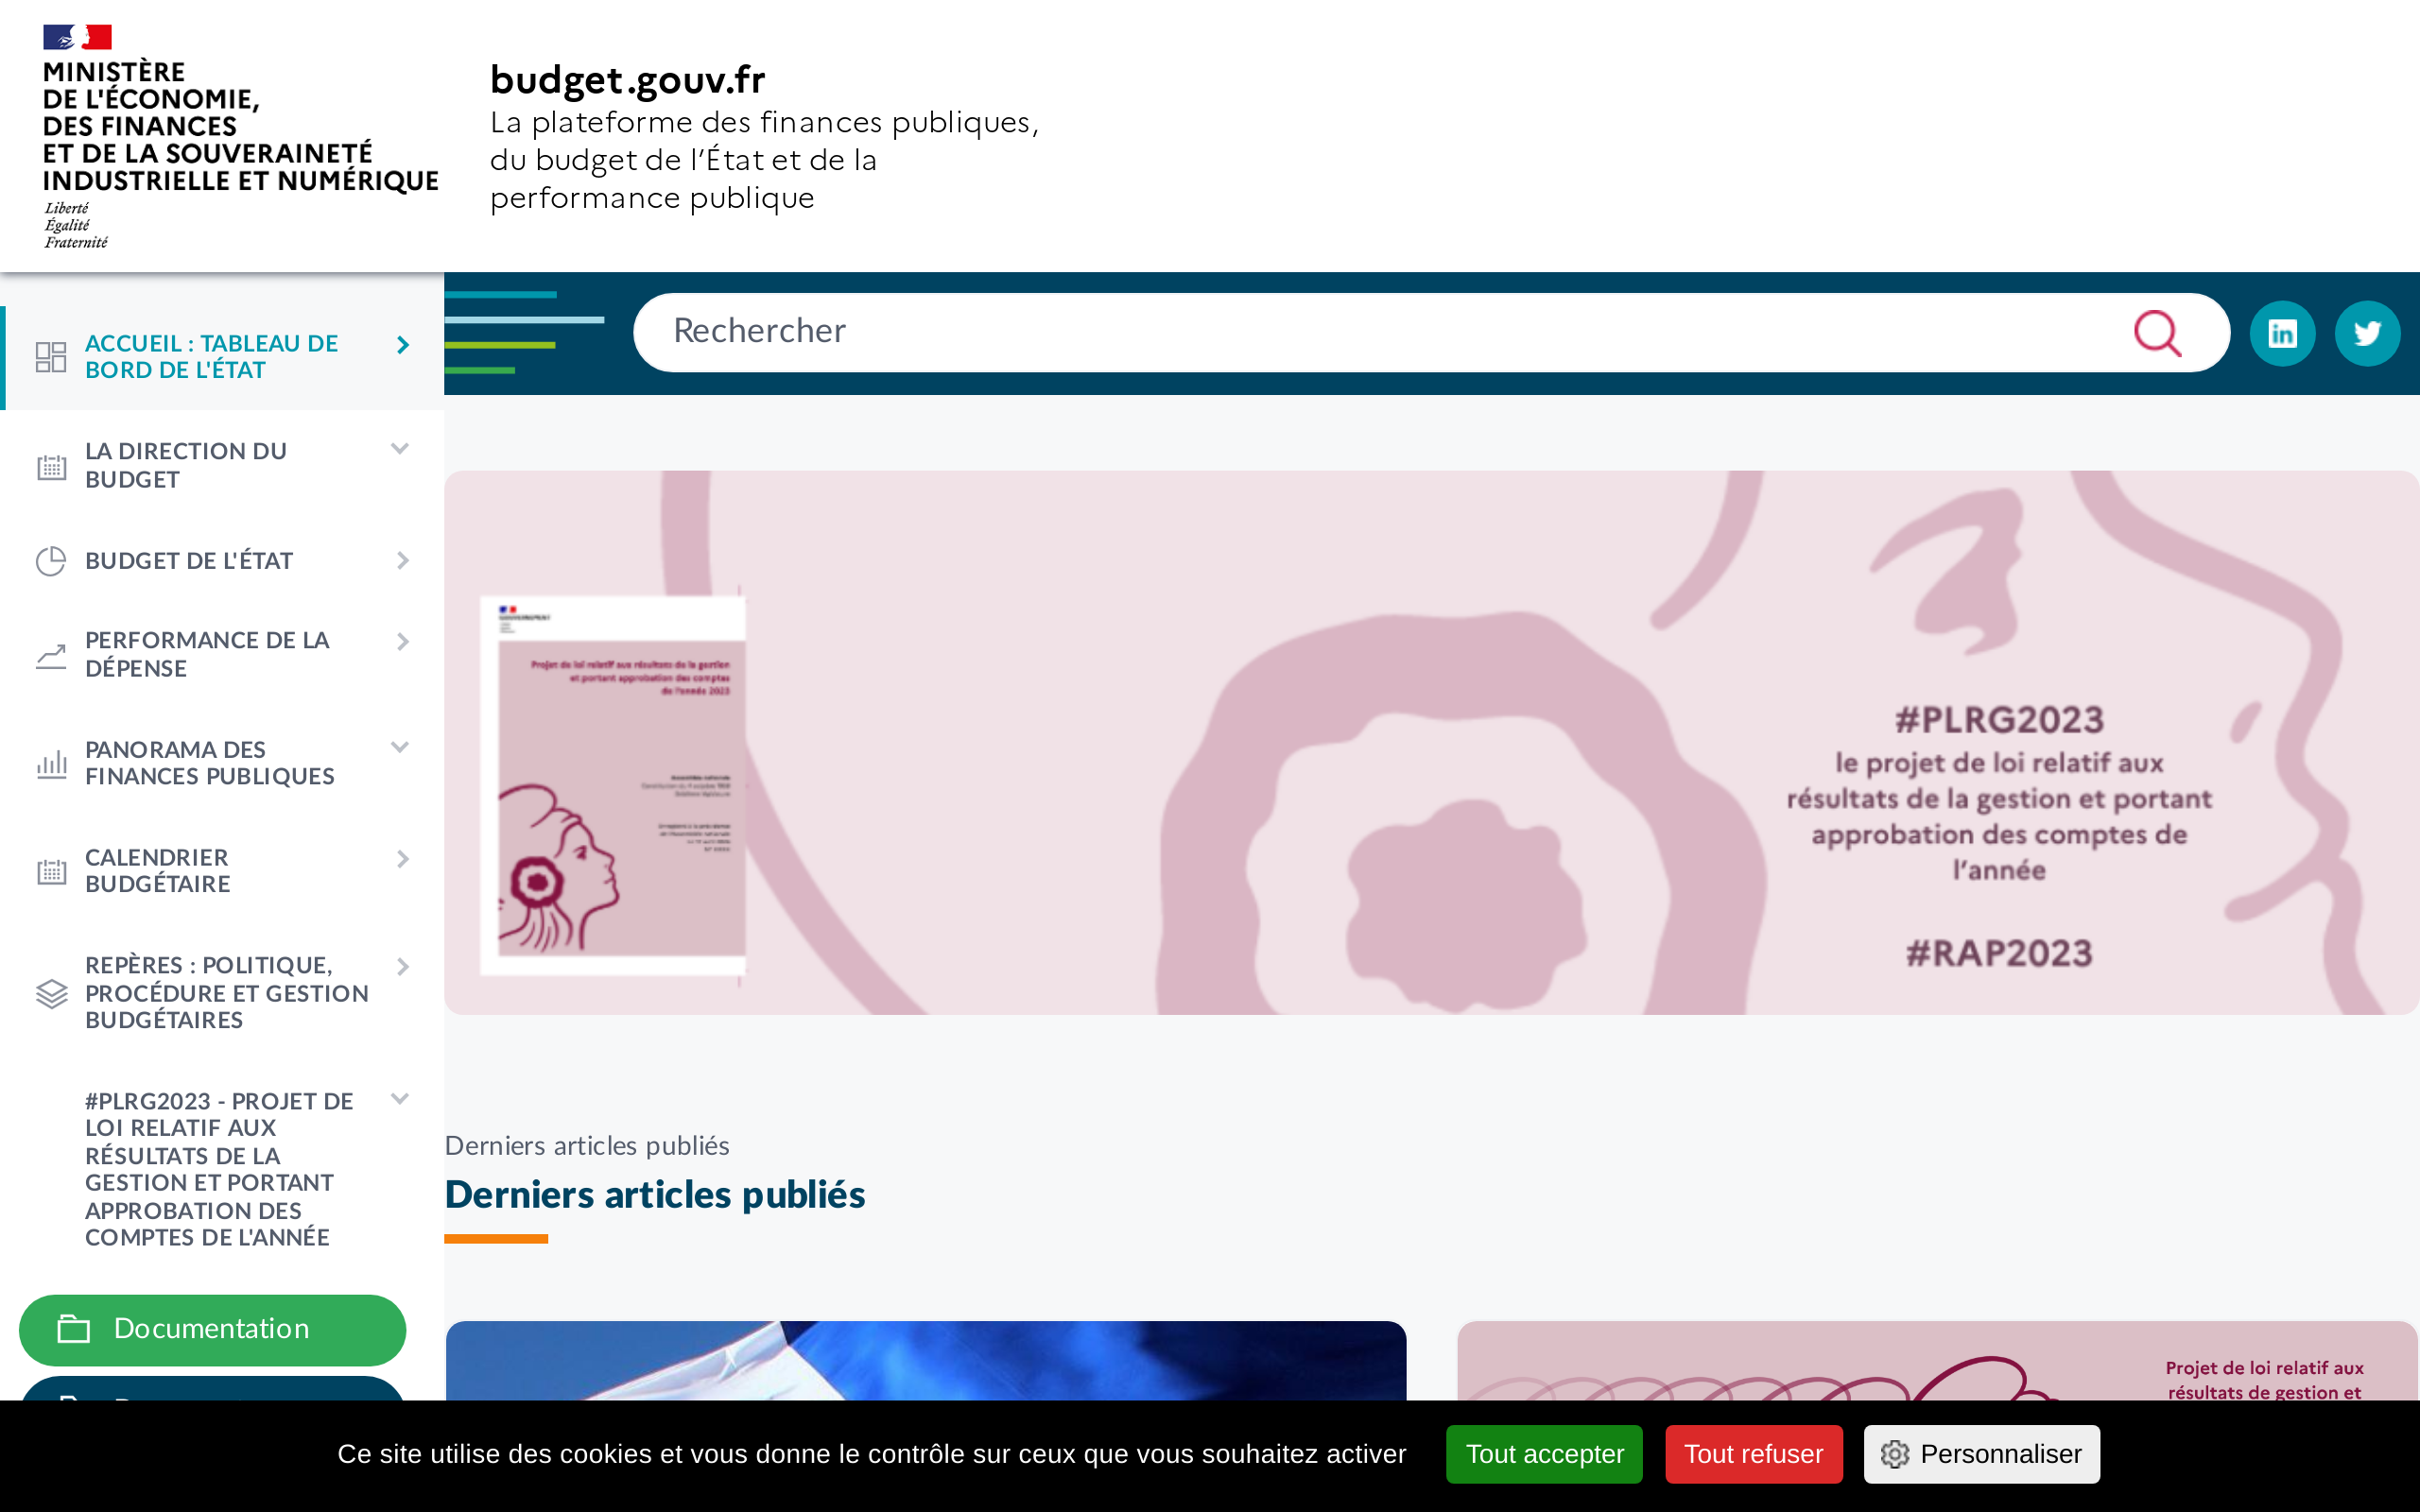 MINISTÈRE
DE L'ÉCONOMIE,
DES FINANCES
ET DE LA SOUVERAINETÉ
INDUSTRIELLE ET NUMÉRIQUE
Liberté
Égalité
Fraternité
budget.gouv.fr
La plateforme des finances publiques,
du budget de l’État et de la
performance publique
Rechercher
ACCUEIL : TABLEAU DE
BORD DE L'ÉTAT
LA DIRECTION DU
BUDGET
BUDGET DE L'ÉTAT
PERFORMANCE DE LA
DÉPENSE
PANORAMA DES
FINANCES PUBLIQUES
CALENDRIER
BUDGÉTAIRE
REPÈRES : POLITIQUE,
PROCÉDURE ET GESTION
BUDGÉTAIRES
#PLRG2023 - PROJET DE
LOI RELATIF AUX
RÉSULTATS DE LA
GESTION ET PORTANT
APPROBATION DES
COMPTES DE L'ANNÉE
Documentation
Projet de loi relatif aux résultats de la gestion
et portant approbation des comptes
de l'année 2023
Assemblée nationale
#PLRG2023
le projet de loi relatif aux
résultats de la gestion et portant
approbation des comptes de
l’année
#RAP2023
Derniers articles publiés
Derniers articles publiés
Projet de loi relatif aux
résultats de gestion et
Ce site utilise des cookies et vous donne le contrôle sur ceux que vous souhaitez activer
Tout accepter
Tout refuser
Personnaliser